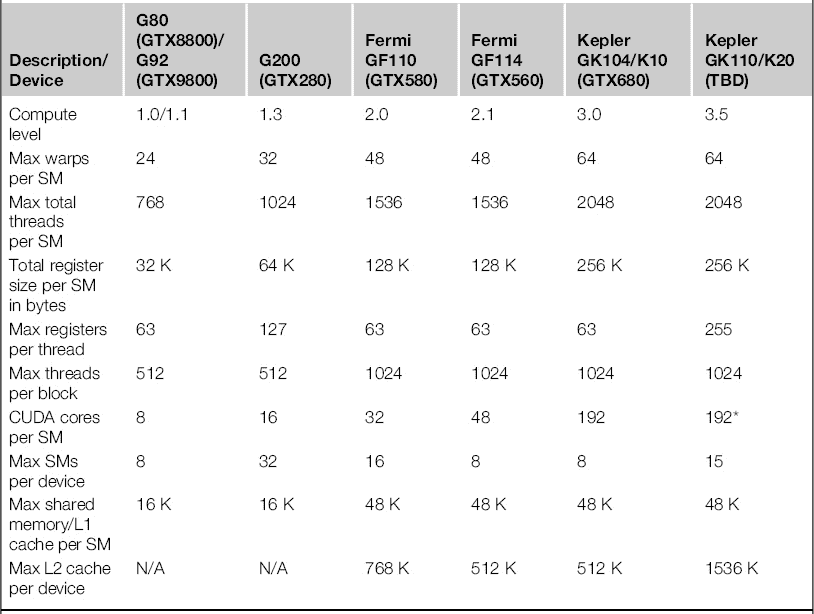 Description/ Device | G80 (GTX8800)/ G92 (GTX9800) | G200 (GTX280) | Fermi GF110 (GTX580) | Fermi GF114 (GTX560) | Kepler GK104/K10 (GTX680) | Kepler GK110/K20 (TBD)
Compute level | 1.0/1.1 | 1.3 | 2.0 | 2.1 | 3.0 | 3.5
Max warps per SM | 24 | 32 | 48 | 48 | 64 | 64
Max total threads per SM | 768 | 1024 | 1536 | 1536 | 2048 | 2048
Total register size per SM in bytes | 32 K | 64 K | 128 K | 128 K | 256 K | 256 K
Max registers per thread | 63 | 127 | 63 | 63 | 63 | 255
Max threads per block | 512 | 512 | 1024 | 1024 | 1024 | 1024
CUDA cores per SM | 8 | 16 | 32 | 48 | 192 | 192*
Max SMs per device | 8 | 32 | 16 | 8 | 8 | 15
Max shared memory/L1 cache per SM | 16 K | 16 K | 48 K | 48 K | 48 K | 48 K
Max L2 cache per device | N/A | N/A | 768 K | 512 K | 512 K | 1536 K